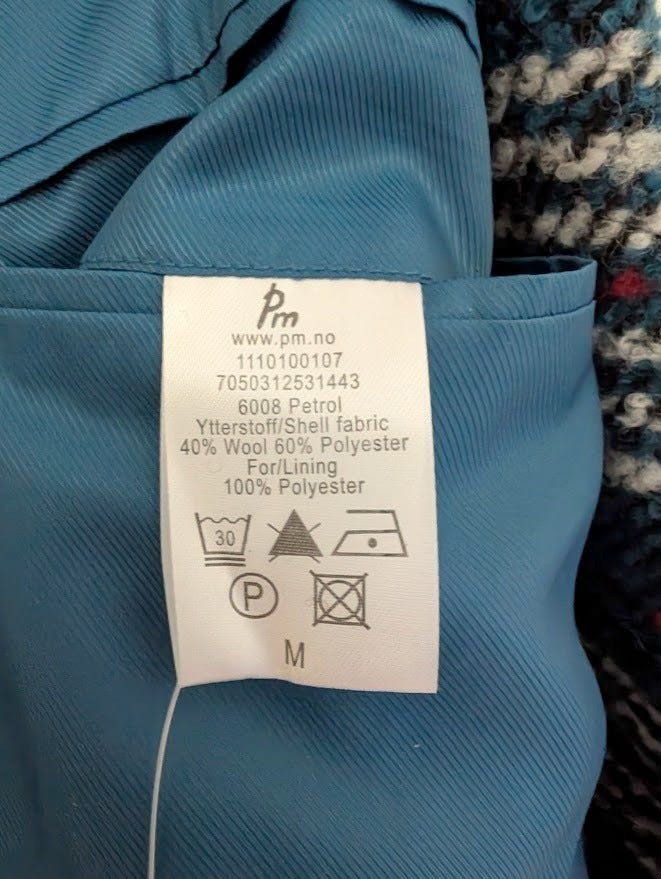 Pm
www.pm.no
1110100107
7050312531443
6008 Petrol
Ytterstoff/Shell fabric
40% Wool 60% Polyester
For/Lining
100% Polyester
30
P
M